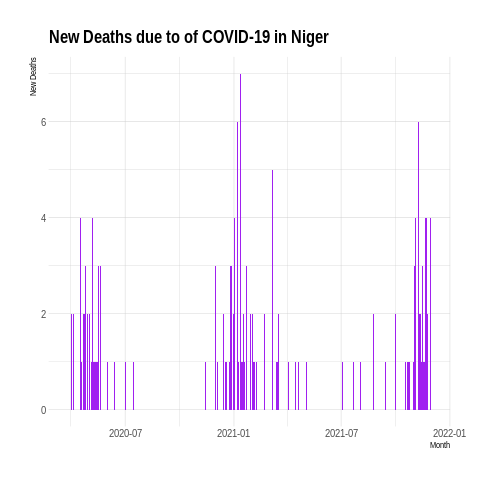 New Deaths due to of COVID-19 in Niger
New Deaths
6
4
2
0
2020-07 2021-01 2021-07 2022-01
Month